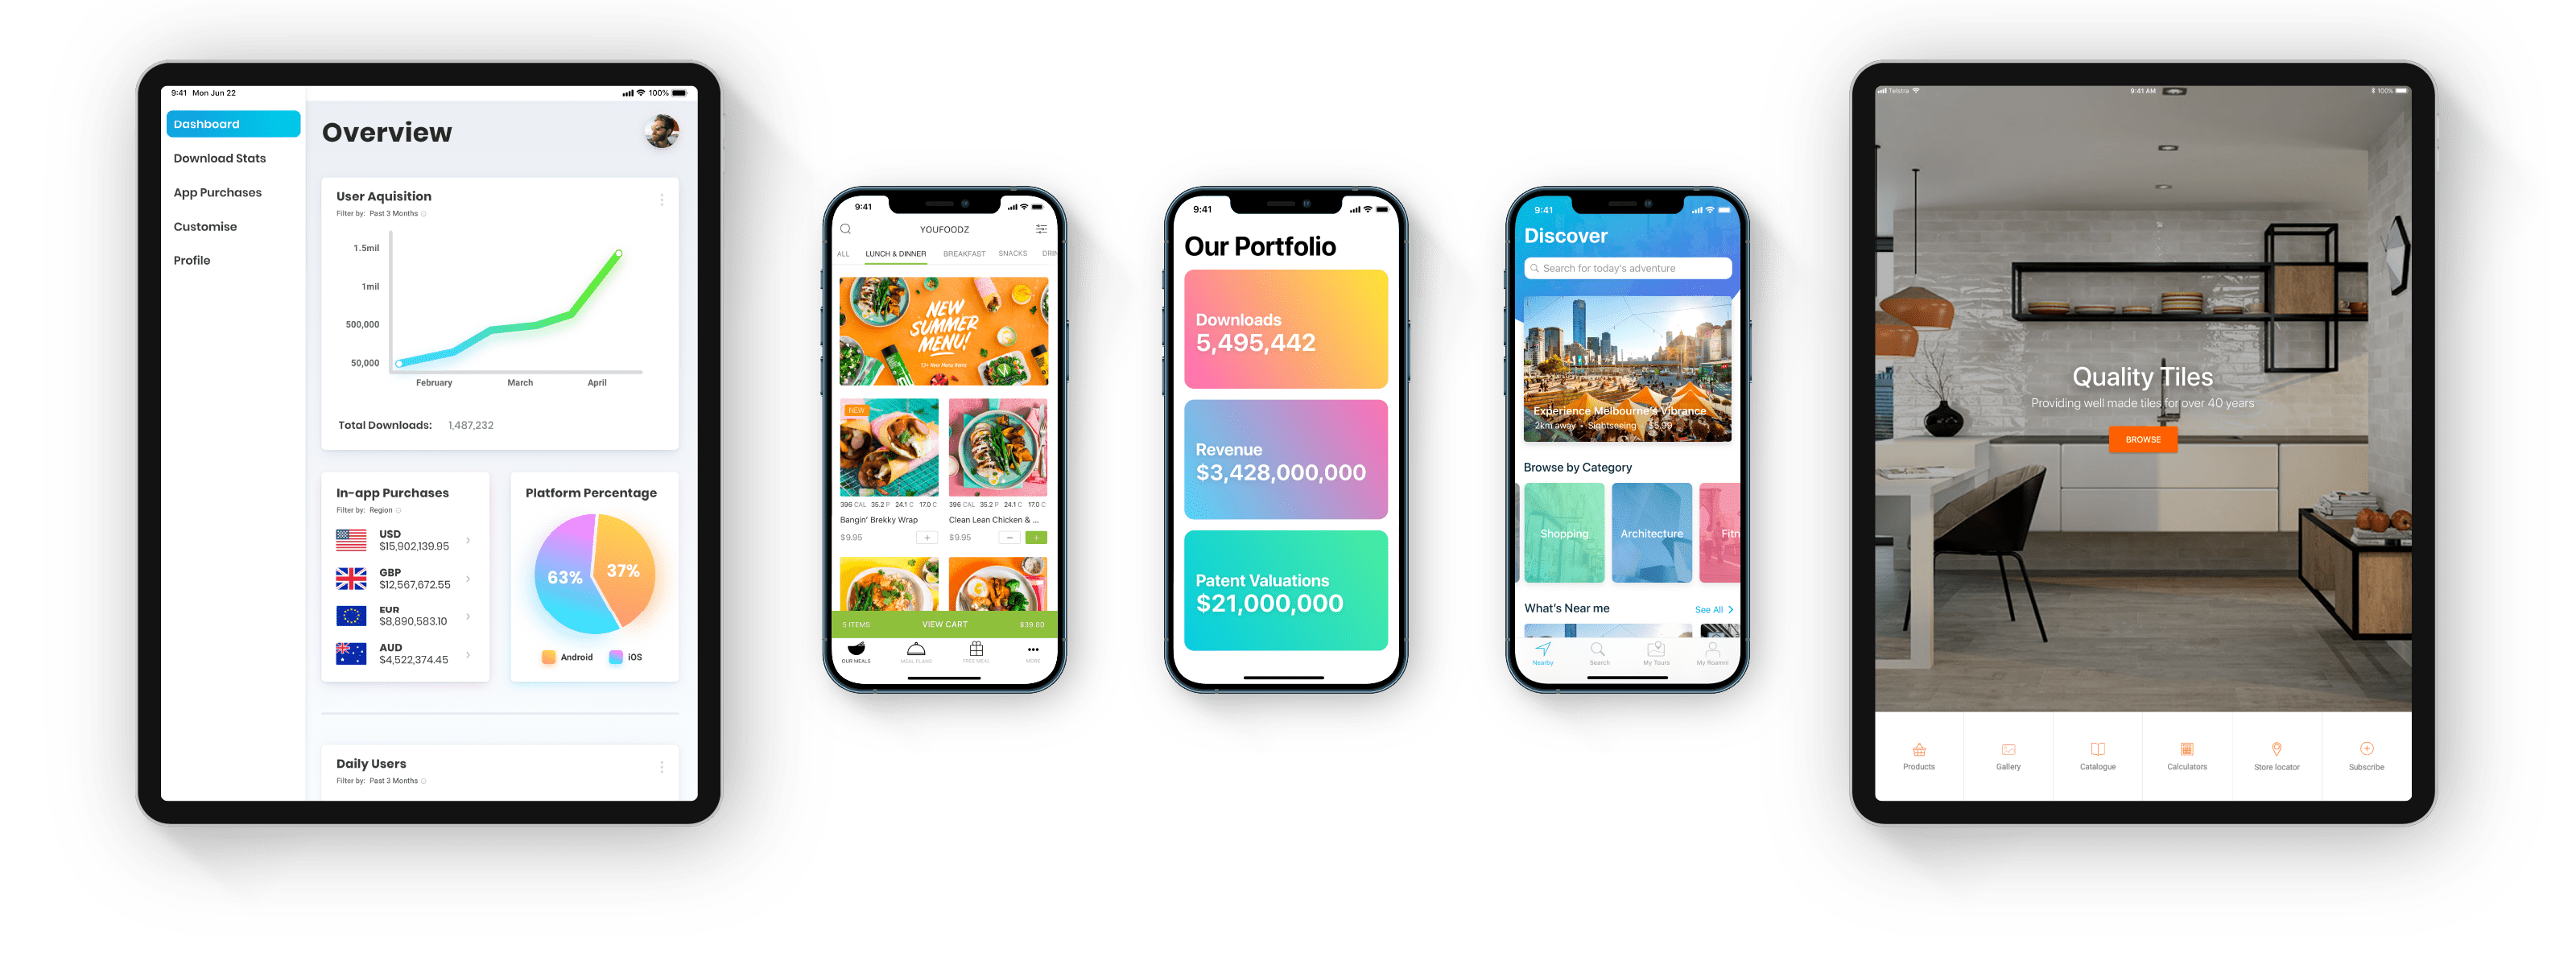 9:41 Mon Jun 22
100%
Dashboard
Download Stats
App Purchases
Customise
Profile
Overview
User Aquisition
Filter by: Past 3 Months
1.5mil
1mil
500,000
50,000
February March April
Total Downloads: 1,487,232
In-app Purchases
Filter by: Region
USD
$15,902,139.95
GBP
$12,567,672.55
EUR
$8,890,583.10
AUD
$4,522,374.45
Platform Percentage
63%
37%
Android iOS
Daily Users
Filter by: Past 3 Months
9:41
YOUFOODZ
ALL LUNCH & DINNER BREAKFAST SNACKS DRIN
NEW
SUMMER
MENU!
12+ New Menu Items
NEW
396 CAL 35.2 P 24.1 C 17.0 C
396 CAL 35.2 P 24.1 C 17.0 C
Bangin' Brekky Wrap
Clean Lean Chicken & ...
$9.95
$9.95
5 ITEMS VIEW CART $39.80
OUR MEALS MEAL PLANS FREE MEAL MORE
9:41
Our Portfolio
Downloads
5,495,442
Revenue
$3,428,000,000
Patent Valuations
$21,000,000
9:41
Discover
Search for today's adventure
Experience Melbourne's Vibrance
2km away • Sightseeing • $5.99
Browse by Category
Shopping
Architecture
Fitn
What's Near me
See All
Nearby Search My Tours My Roamni
Telstra
9:41 AM
100%
Quality Tiles
Providing well made tiles for over 40 years
BROWSE
Products Gallery Catalogue Calculators Store locator Subscribe